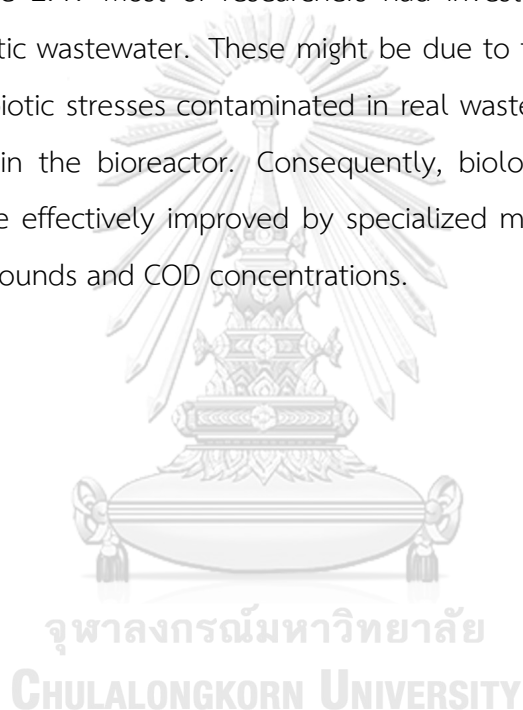 2.4. Most of researchers had invest
tic wastewater. These might be due to t
biotic stresses contaminated in real waste
in the bioreactor. Consequently, biolo
e effectively improved by specialized m
ounds and COD concentrations.
จุฬาลงกรณ์มหาวิทยาลัย
CHULALONGKORN UNIVERSITY